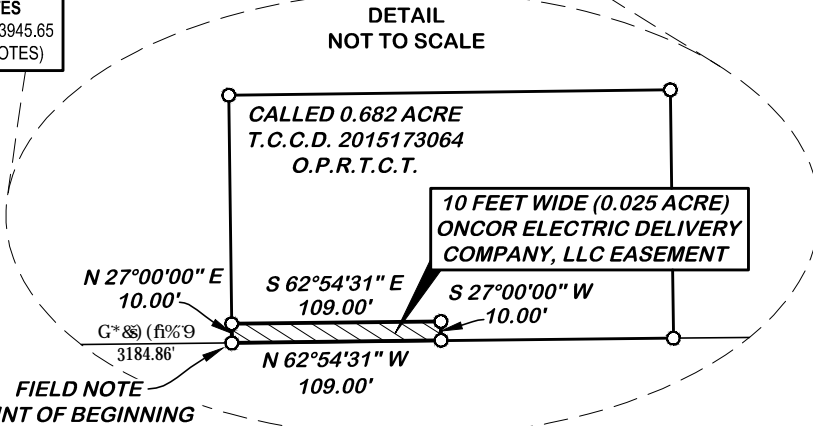 TES
3945.65
OTES)
DETAIL
NOT TO SCALE
CALLED 0.682 ACRE
T.C.C.D. 2015173064
O.P.R.T.C.T.
10 FEET WIDE (0.025 ACRE)
ONCOR ELECTRIC DELIVERY
COMPANY, LLC EASEMENT
N 27°00'00" E
10.00'
S 62°54'31" E
109.00'
S 27°00'00" W
10.00'
3184.86'
N 62°54'31" W
109.00'
FIELD NOTE
INT OF BEGINNING